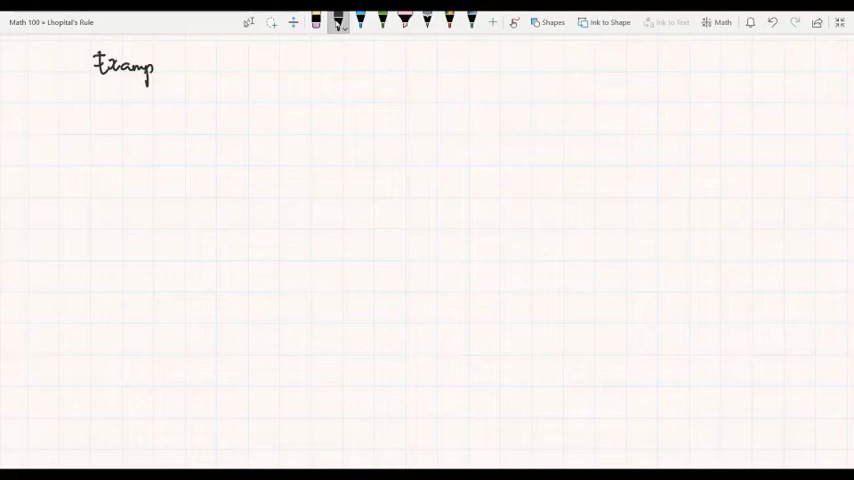 Math 100 » Lhopital's Rule
Shapes
Ink to Shape
Ink to Text
Math
Examp